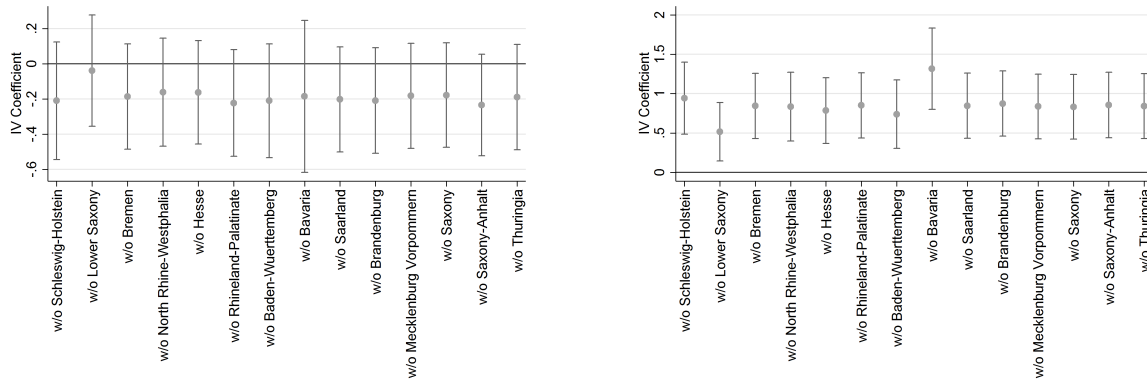 IV Coefficient
.2
0
-.2
-.4
-.6
w/o Schleswig-Holstein
w/o Lower Saxony
w/o Bremen
w/o North Rhine-Westphalia
w/o Hesse
w/o Rhineland-Palatinate
w/o Baden-Wuerttemberg
w/o Bavaria
w/o Saarland
w/o Brandenburg
w/o Mecklenburg Vorpommern
w/o Saxony
w/o Saxony-Anhalt
w/o Thuringia
IV Coefficient
2
1.5
1
.5
0
w/o Schleswig-Holstein
w/o Lower Saxony
w/o Bremen
w/o North Rhine-Westphalia
w/o Hesse
w/o Rhineland-Palatinate
w/o Baden-Wuerttemberg
w/o Bavaria
w/o Saarland
w/o Brandenburg
w/o Mecklenburg Vorpommern
w/o Saxony
w/o Saxony-Anhalt
w/o Thuringia